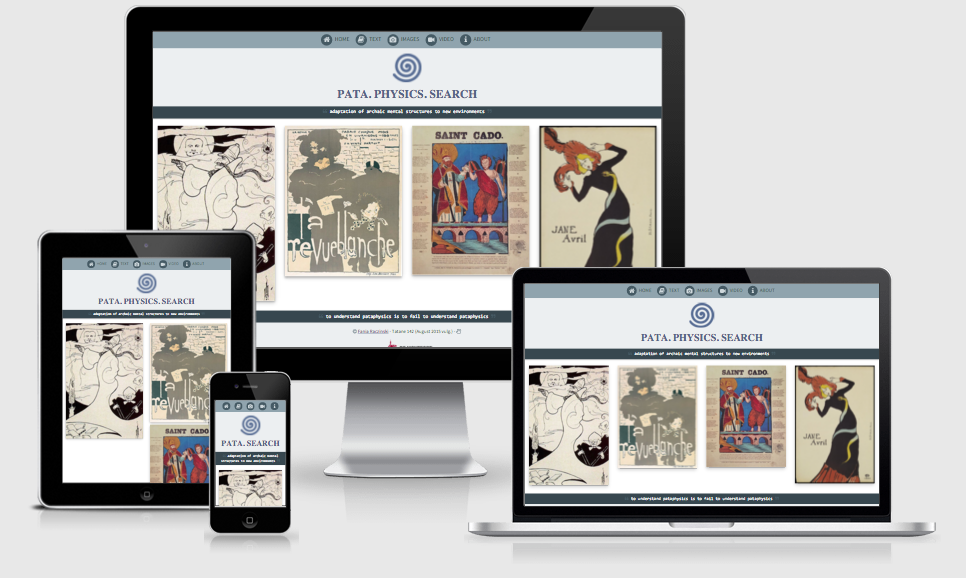 HOME TEXT IMAGES VIDEO ABOUT
PATA. PHYSICS. SEARCH
adaptation of archaic mental structures to new environments
la
revue blanche
SAINT CADO.
JANE
Avril
to understand pataphysics is to fail to understand pataphysics
© Fania Raczinski - Tatane 142 (August 2015 vulg.)
HOME TEXT IMAGES VIDEO ABOUT
PATA. PHYSICS. SEARCH
adaptation of archaic mental structures to new environments
la
revue blanche
SAINT CADO
PATA. SEARCH
adaptation of archaic mental
structures to new environments
HOME TEXT IMAGES VIDEO ABOUT
PATA. PHYSICS. SEARCH
adaptation of archaic mental structures to new environments
la
revue blanche
SAINT CADO.
JANE
Avril
to understand pataphysics is to fail to understand pataphysics